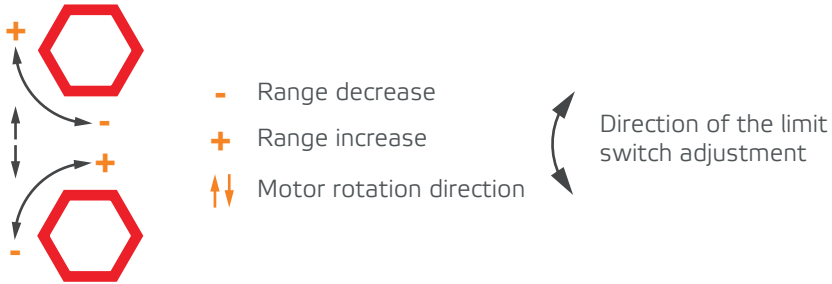 +
-
+
-
- Range decrease
+ Range increase
Motor rotation direction
Direction of the limit
switch adjustment